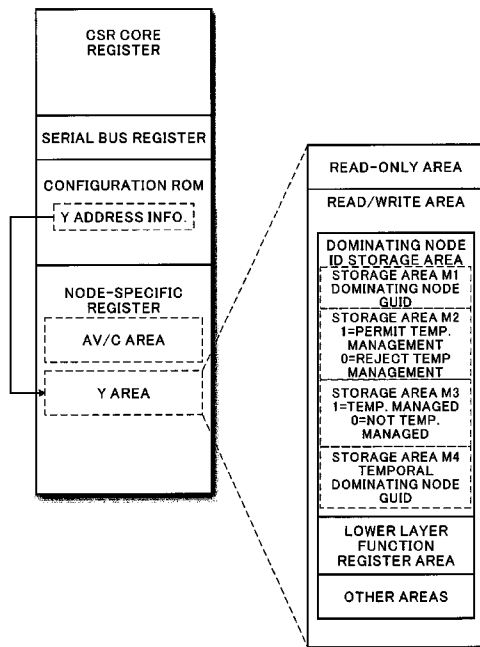 CSR CORE
REGISTER
SERIAL BUS REGISTER
CONFIGURATION ROM
Y ADDRESS INFO.
NODE-SPECIFIC
REGISTER
AV/C AREA
Y AREA
READ-ONLY AREA
READ/WRITE AREA
DOMINATING NODE
ID STORAGE AREA
STORAGE AREA M1
DOMINATING NODE
GUID
STORAGE AREA M2
1=PERMIT TEMP.
MANAGEMENT
0=REJECT TEMP
MANAGEMENT
STORAGE AREA M3
1=TEMP. MANAGED
0=NOT TEMP.
MANAGED
STORAGE AREA M4
TEMPORAL
DOMINATING NODE
GUID
LOWER LAYER
FUNCTION
REGISTER AREA
OTHER AREAS